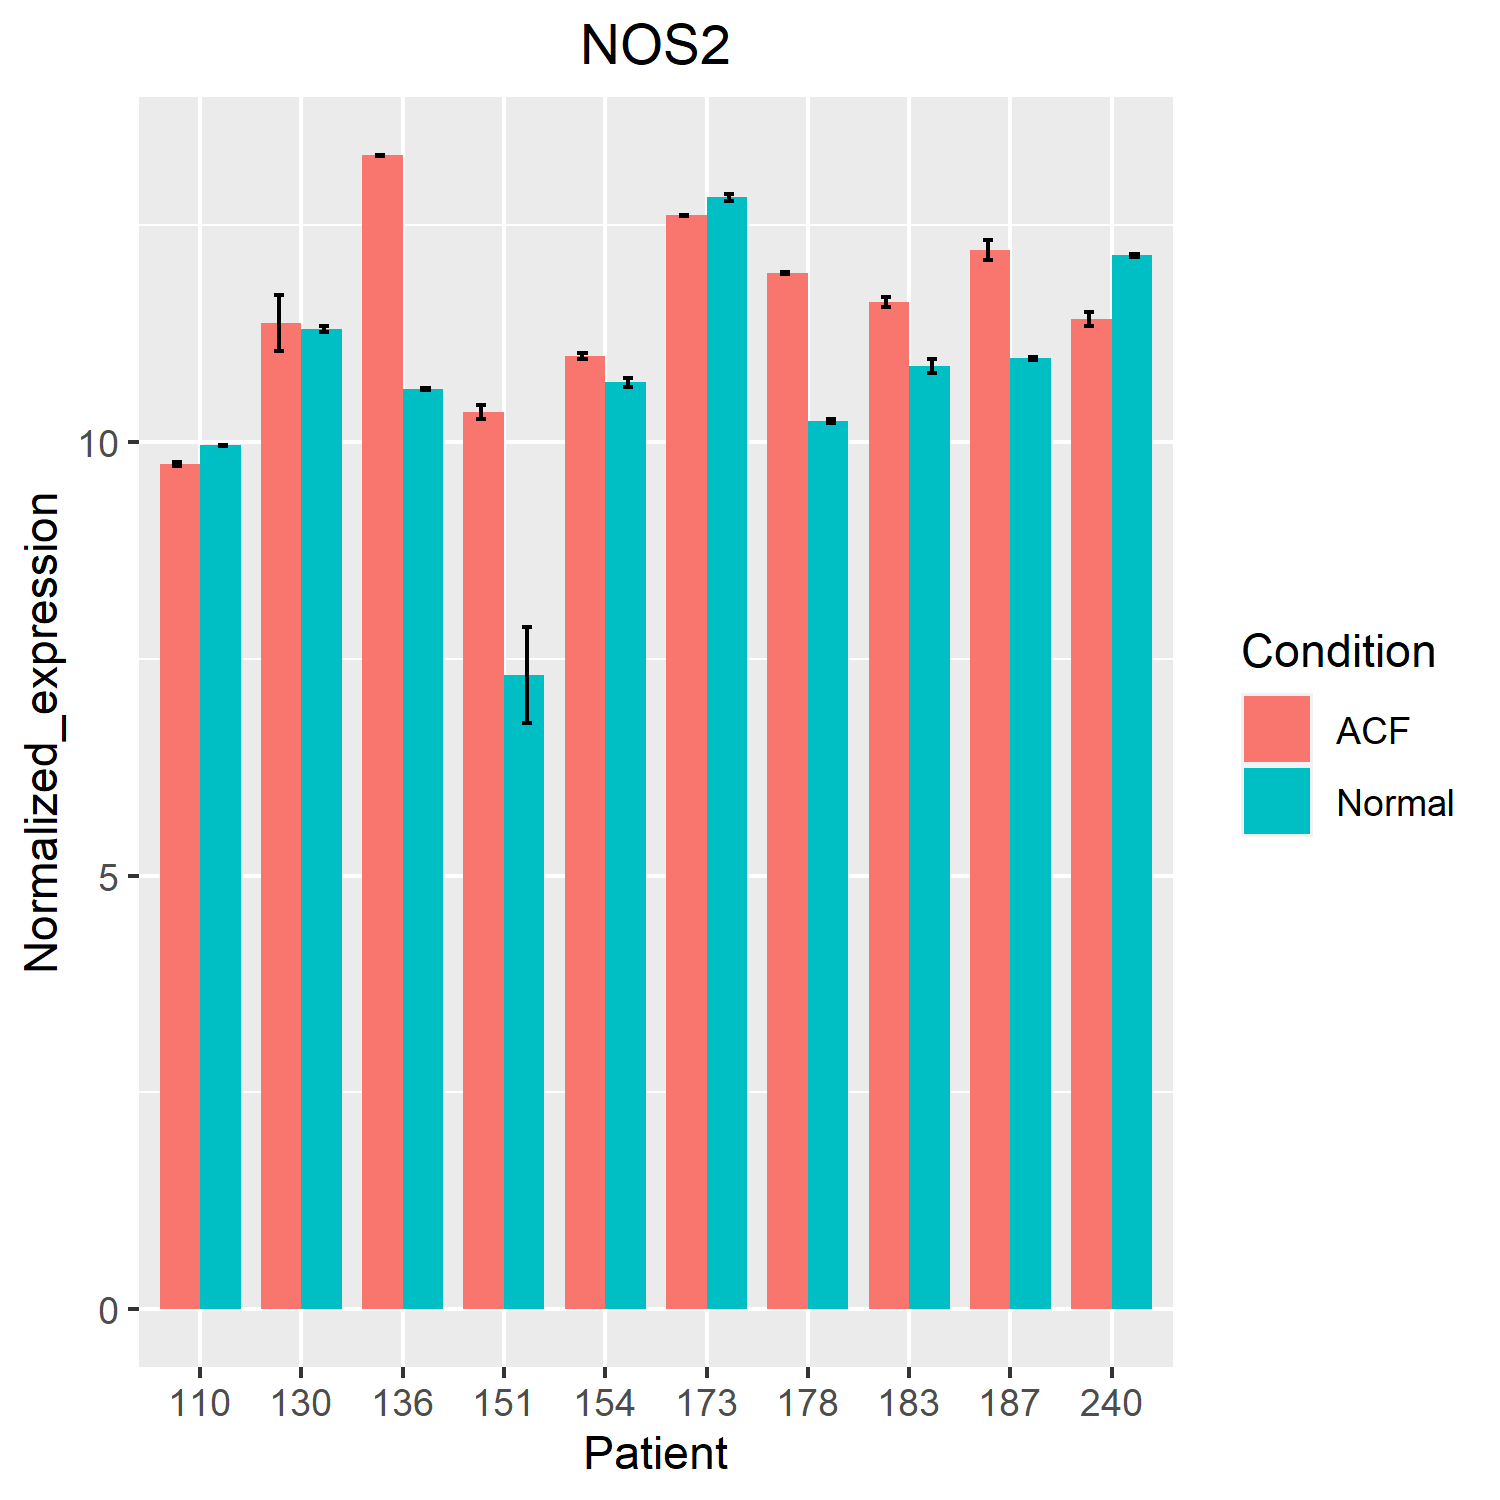 NOS2
Normalized_expression
10
5
0
110 130 136 151 154 173 178 183 187 240
Patient
Condition
ACF
Normal